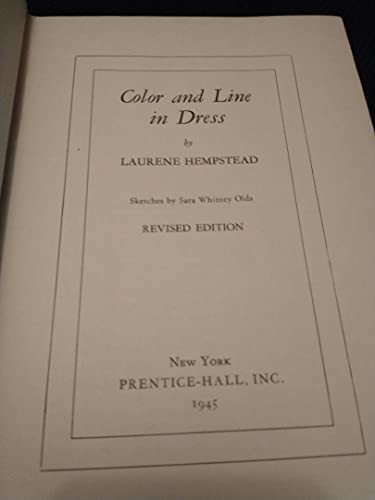 Color and Line
in Dress
by
LAURENE HEMPSTEAD
Sketches by Sara Whitney Olds
REVISED EDITION
NEW YORK
PRENTICE-HALL, INC.
1945